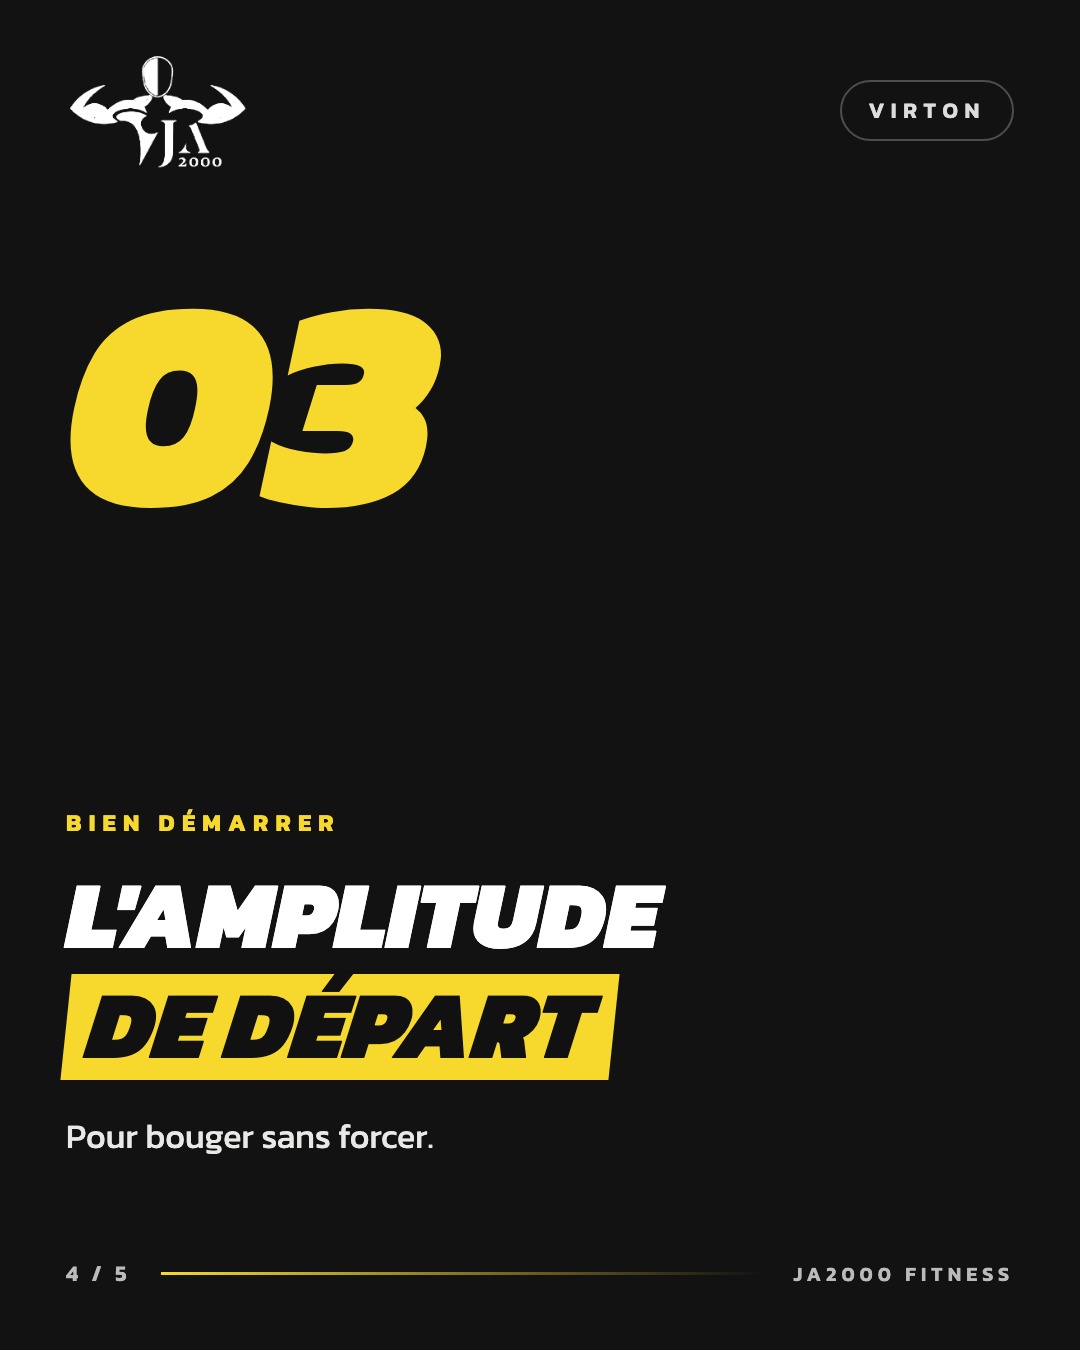 JA
2000
VIRTON
03
BIEN DÉMARRER
L'AMPLITUDE
DE DÉPART
Pour bouger sans forcer.
4 / 5
JA2000 FITNESS